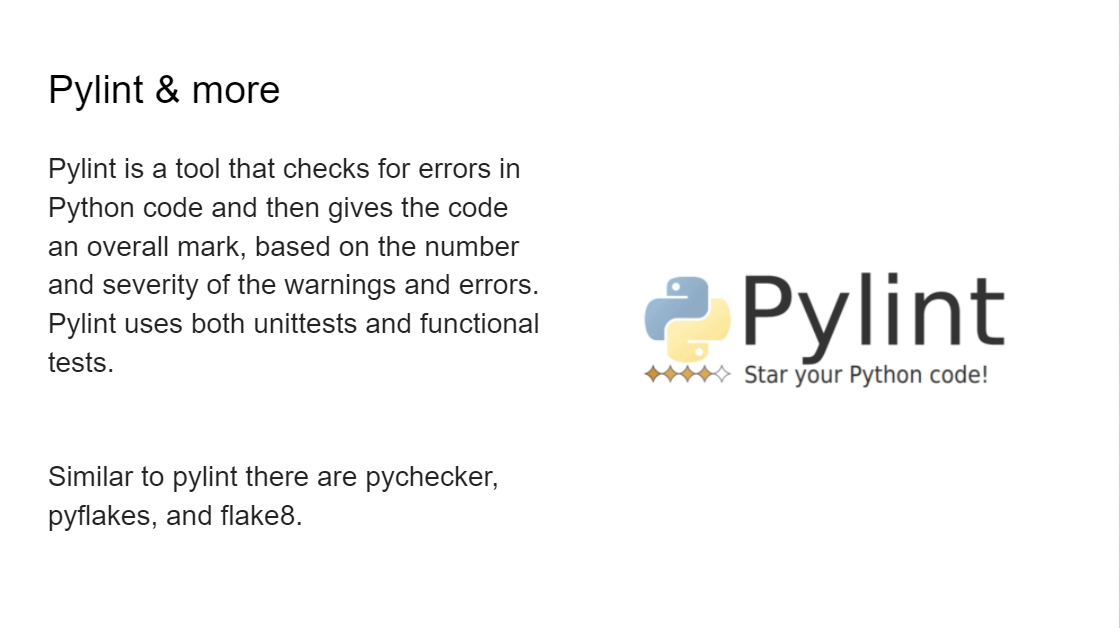 Pylint & more
Pylint is a tool that checks for errors in
Python code and then gives the code
an overall mark, based on the number
and severity of the warnings and errors.
Pylint uses both unittests and functional
tests.
Similar to pylint there are pychecker,
pyflakes, and flake8.
Pylint
Star your Python code!